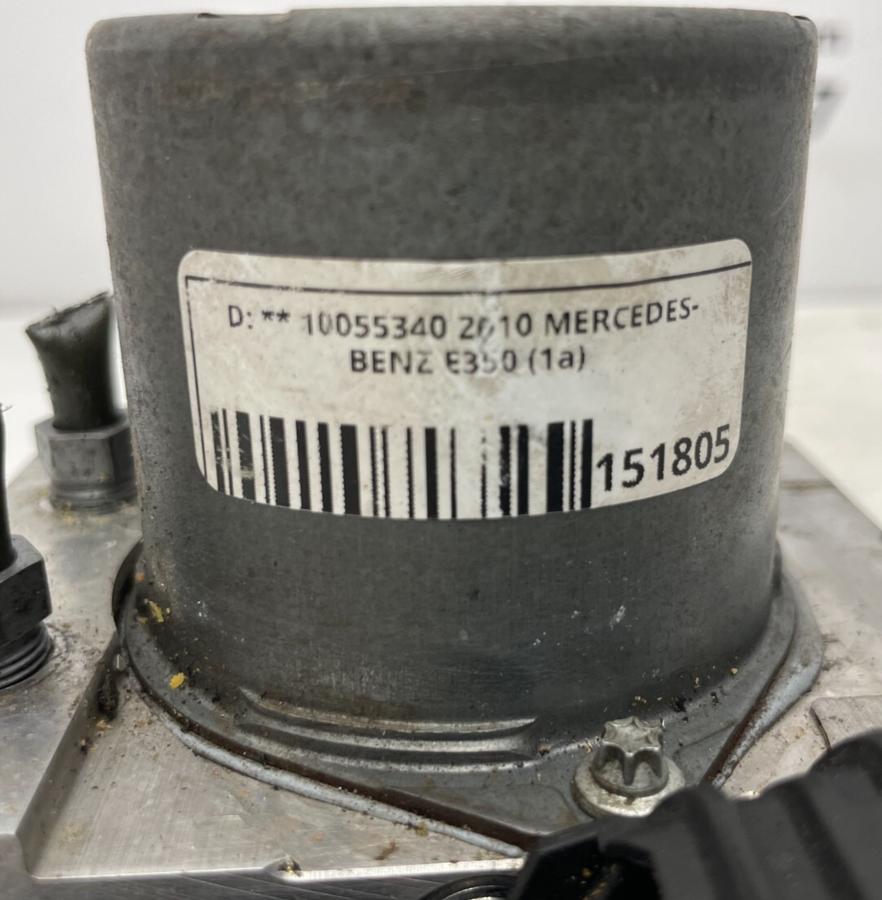 D: ** 10055340 2010 MERCEDES-
BENZ E350 (1a)
151805